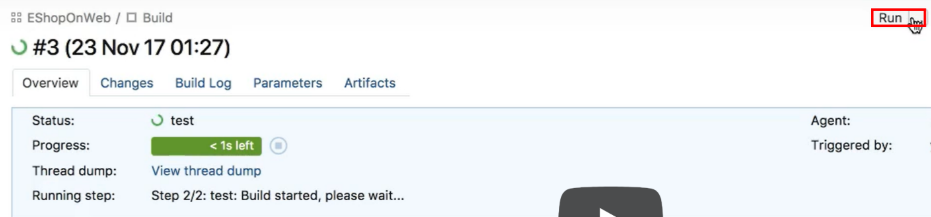 EShopOnWeb / Build
Run
#3 (23 Nov 17 01:27)
Overview Changes Build Log Parameters Artifacts
Status: test Agent:
Progress: < 1s left Triggered by:
Thread dump: View thread dump
Running step: Step 2/2: test: Build started, please wait...